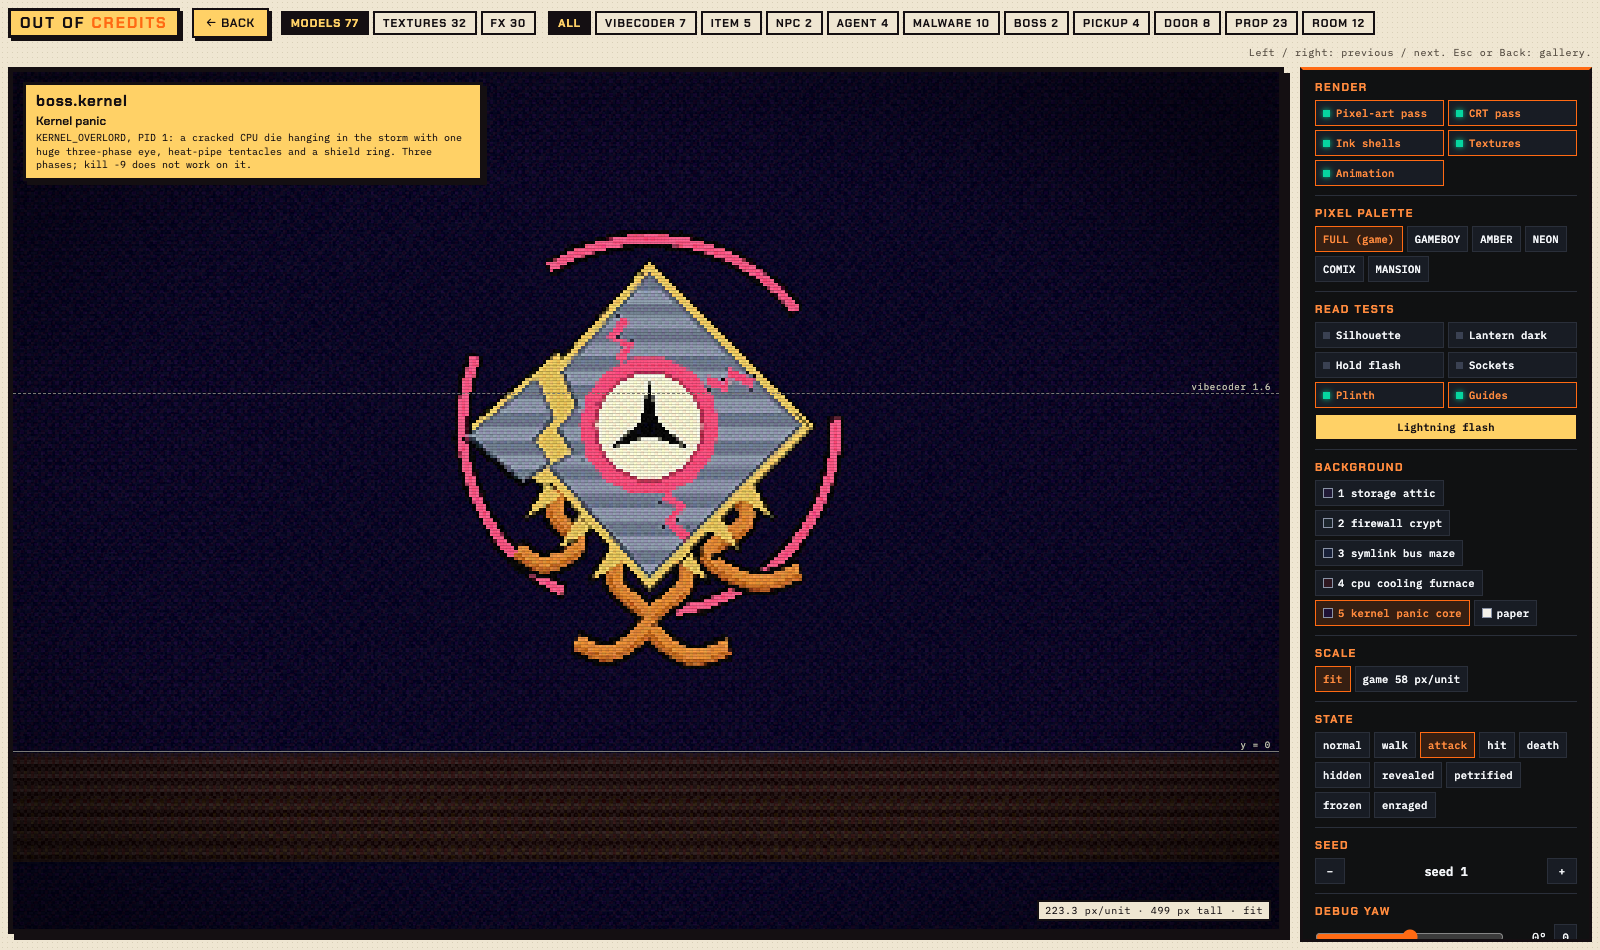 OUT OF CREDITS
← BACK
MODELS 77
TEXTURES 32
FX 30
ALL
VIBECODER 7
ITEM 5
NPC 2
AGENT 4
MALWARE 10
BOSS 2
PICKUP 4
DOOR 8
PROP 23
ROOM 12
Left / right: previous / next. Esc or Back: gallery.
boss.kernel
Kernel panic
KERNEL_OVERLORD, PID 1: a cracked CPU die hanging in the storm with one
huge three-phase eye, heat-pipe tentacles and a shield ring. Three
phases; kill -9 does not work on it.
vibecoder 1.6
y = 0
223.3 px/unit · 499 px tall · fit
RENDER
Pixel-art pass
CRT pass
Ink shells
Textures
Animation
PIXEL PALETTE
FULL (game)
GAMEBOY
AMBER
NEON
COMIX
MANSION
READ TESTS
Silhouette
Lantern dark
Hold flash
Sockets
Plinth
Guides
Lightning flash
BACKGROUND
1 storage attic
2 firewall crypt
3 symlink bus maze
4 cpu cooling furnace
5 kernel panic core
paper
SCALE
fit
game 58 px/unit
STATE
normal
walk
attack
hit
death
hidden
revealed
petrified
frozen
enraged
SEED
−
seed 1
+
DEBUG YAW
0°
0